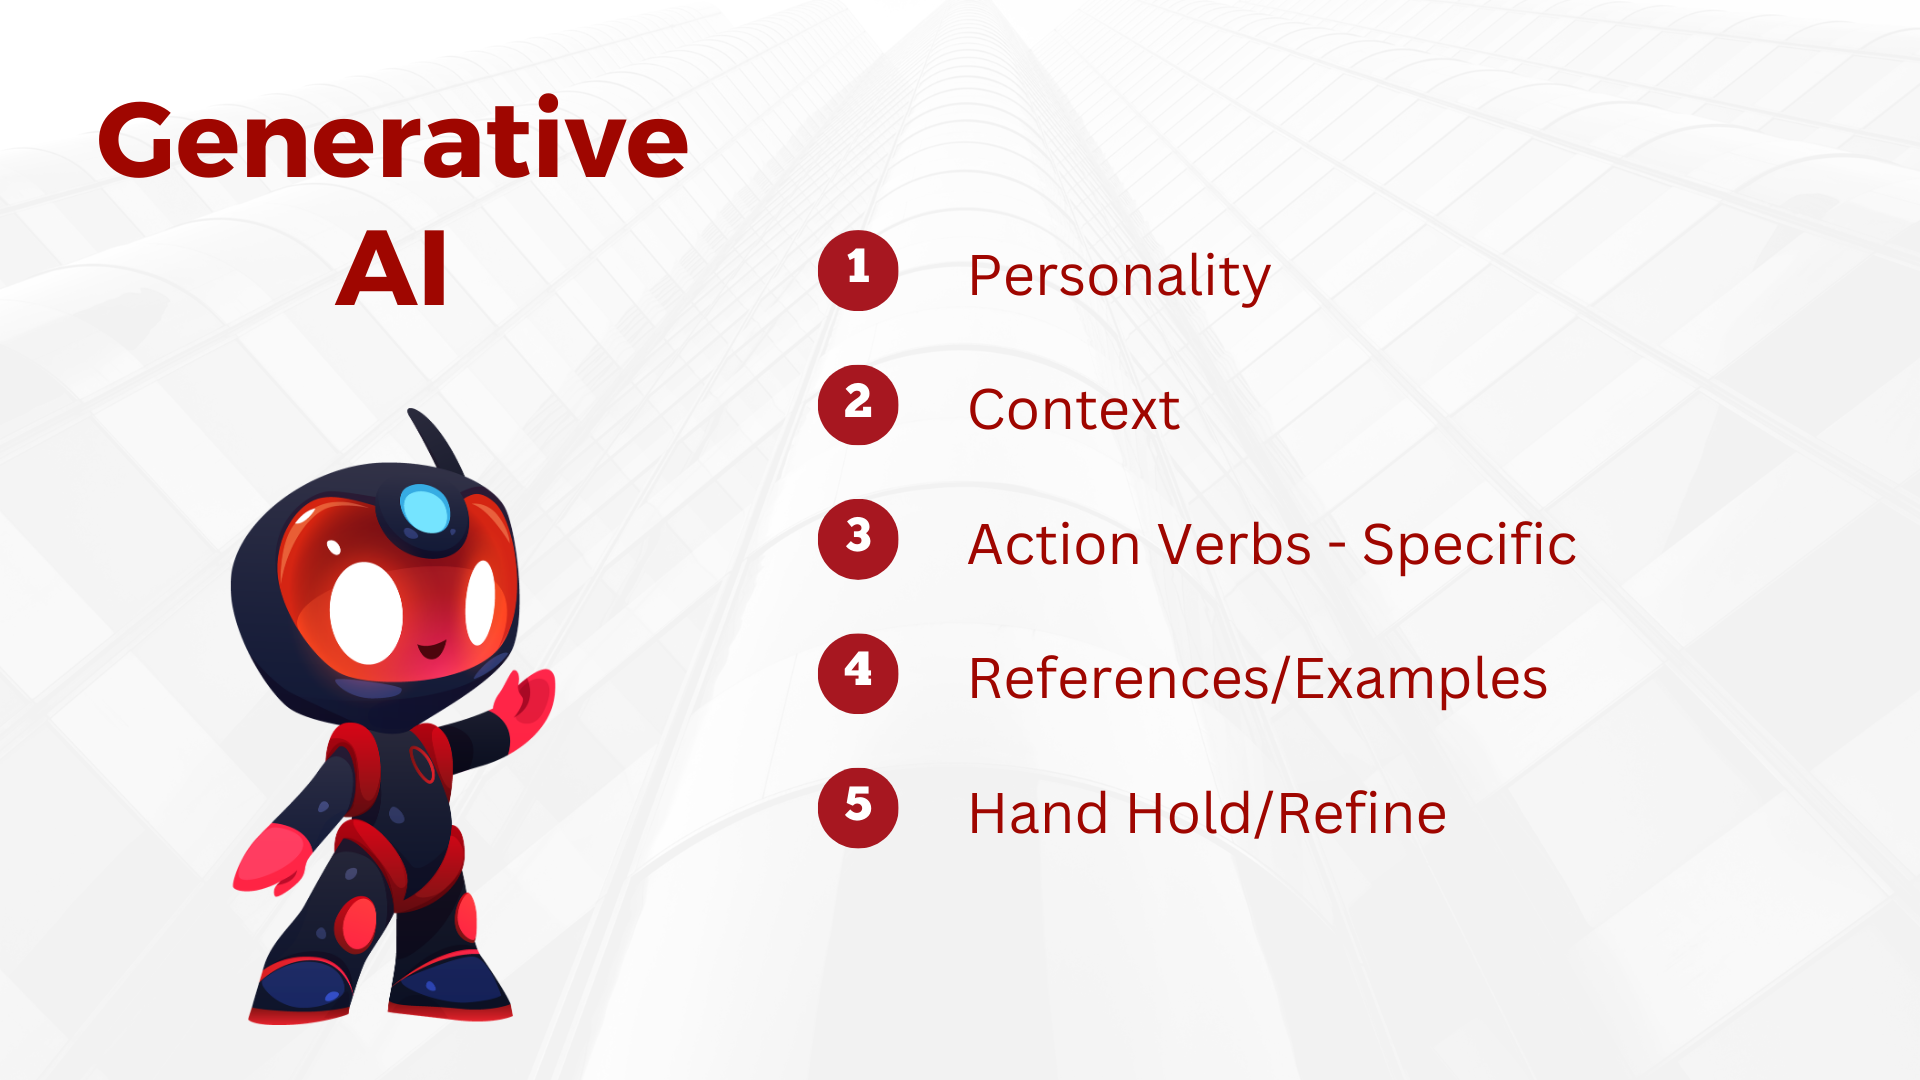 Generative
AI
1 Personality
2 Context
3 Action Verbs - Specific
4 References/Examples
5 Hand Hold/Refine